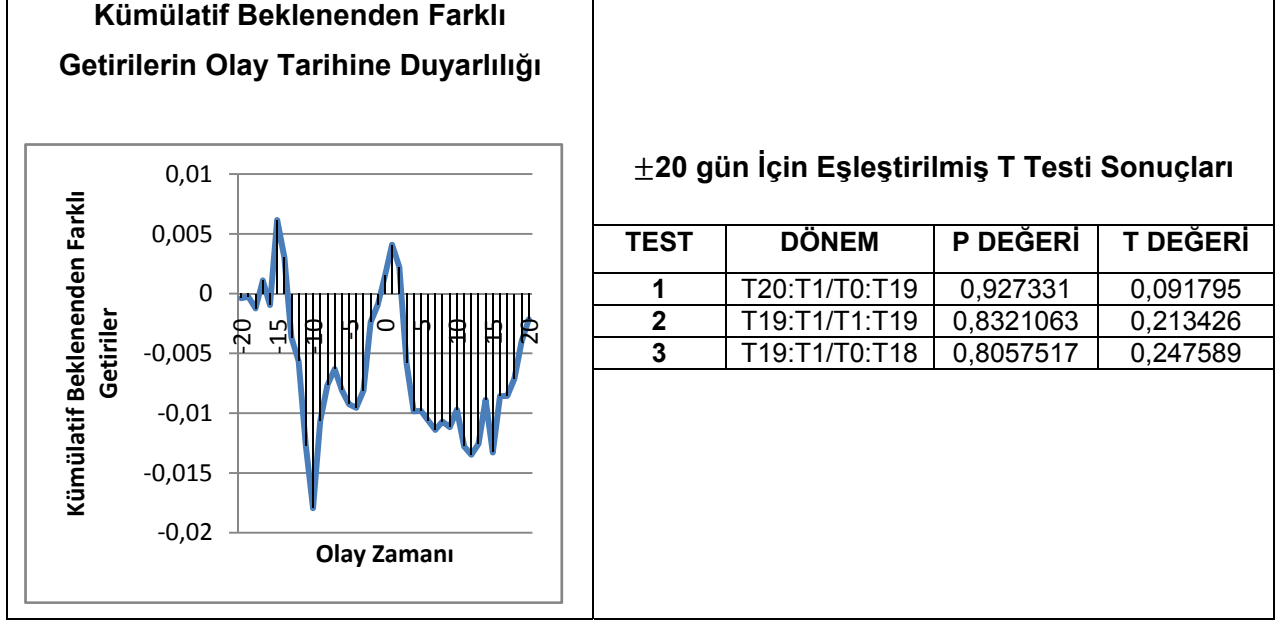 Kümülatif Beklenenden Farklı
Getirilerin Olay Tarihine Duyarlılığı
Kümülatif Beklenenden Farklı
Getiriler
0,01
0,005
0
-0,005
-0,01
-0,015
-0,02
-20
-15
-10
-5
0
5
10
15
20
Olay Zamanı
±20 gün İçin Eşleştirilmiş T Testi Sonuçları
TEST DÖNEM P DEĞERİ T DEĞERİ
1 T20:T1/T0:T19 0,927331 0,091795
2 T19:T1/T1:T19 0,8321063 0,213426
3 T19:T1/T0:T18 0,8057517 0,247589